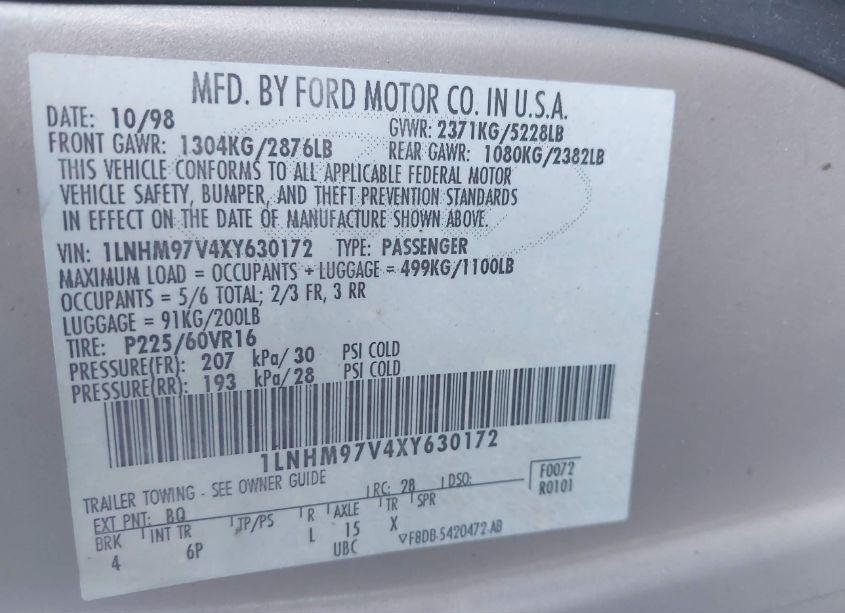 MFD. BY FORD MOTOR CO. IN U.S.A.
DATE: 10/98 GVWR: 2371KG/5228LB
FRONT GAWR: 1304KG/2876LB REAR GAWR: 1080KG/2382LB
THIS VEHICLE CONFORMS TO ALL APPLICABLE FEDERAL MOTOR
VEHICLE SAFETY, BUMPER, AND THEFT PREVENTION STANDARDS
IN EFFECT ON THE DATE OF MANUFACTURE SHOWN ABOVE.
VIN: 1LNHM97V4XY630172 TYPE: PASSENGER
MAXIMUM LOAD = OCCUPANTS + LUGGAGE = 499KG/1100LB
OCCUPANTS = 5/6 TOTAL; 2/3 FR, 3 RR
LUGGAGE = 91KG/200LB
TIRE: P225/60VR16
PRESSURE(FR): 207 kPa/ 30 PSI COLD
PRESSURE(RR): 193 kPa/ 28 PSI COLD
1LNHM97V4XY630172
TRAILER TOWING - SEE OWNER GUIDE
EXT PNT: BQ RC: 28 DSO: F0072
R0101
BRK INT TR TP/PS R AXLE TR SPR
4 6P L 15 X
UBC ▽F8DB-5420472-AB